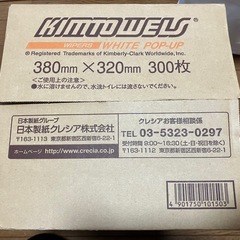 KIMTOWELS
WIPERS WHITE POP-UP
® Registered Trademarks of Kimberly-Clark Worldwide, Inc.
380mm×320mm 300枚
<ご使用上の注意>
●水に溶けませんので、水洗トイレには流さないでください。
日本製紙グループ
日本製紙クレシア株式会社
〒163-1113 東京都新宿区西新宿6-22-1
ホームページ http://www.crecia.co.jp
クレシアお客様相談係
TEL 03-5323-0297
受付時間 9:00~16:30(土・日・祝日を除く)
〒163-1112 東京都新宿区西新宿6-22-1
4 901750 101503